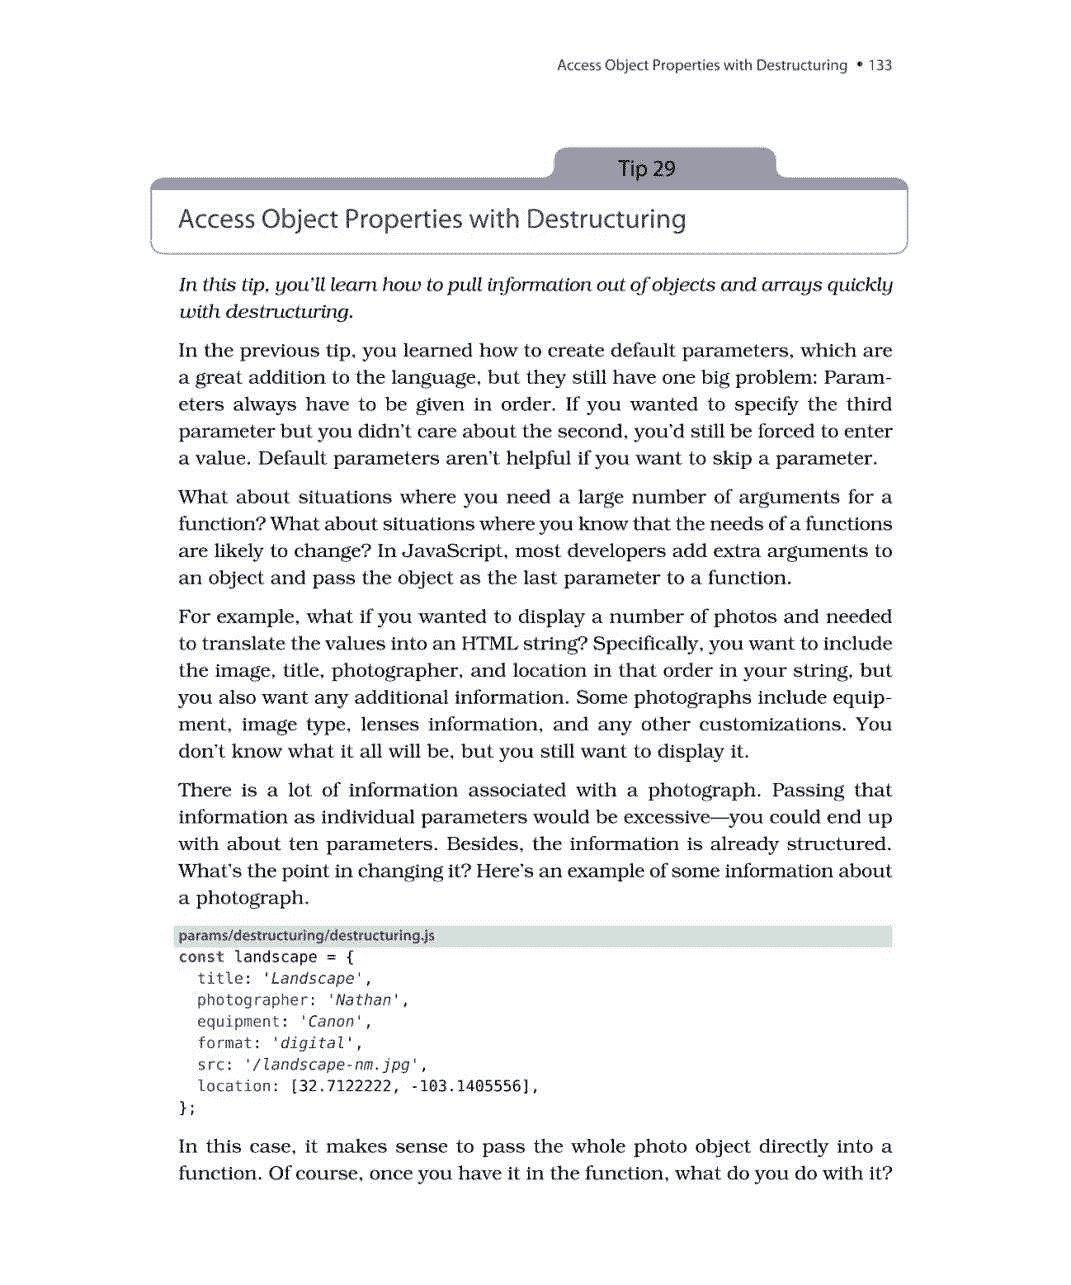 Access Object Properties with Destructuring • 133
Tip 29
Access Object Properties with Destructuring
In this tip, you'll learn how to pull information out of objects and arrays quickly
with destructuring.
In the previous tip, you learned how to create default parameters, which are
a great addition to the language, but they still have one big problem: Param-
eters always have to be given in order. If you wanted to specify the third
parameter but you didn't care about the second, you'd still be forced to enter
a value. Default parameters aren't helpful if you want to skip a parameter.
What about situations where you need a large number of arguments for a
function? What about situations where you know that the needs of a functions
are likely to change? In JavaScript, most developers add extra arguments to
an object and pass the object as the last parameter to a function.
For example, what if you wanted to display a number of photos and needed
to translate the values into an HTML string? Specifically, you want to include
the image, title, photographer, and location in that order in your string, but
you also want any additional information. Some photographs include equip-
ment, image type, lenses information, and any other customizations. You
don't know what it all will be, but you still want to display it.
There is a lot of information associated with a photograph. Passing that
information as individual parameters would be excessive—you could end up
with about ten parameters. Besides, the information is already structured.
What's the point in changing it? Here's an example of some information about
a photograph.
params/destructuring/destructuring.js
const landscape = {
  title: 'Landscape',
  photographer: 'Nathan',
  equipment: 'Canon',
  format: 'digital',
  src: '/landscape-nm.jpg',
  location: [32.7122222, -103.1405556],
};
In this case, it makes sense to pass the whole photo object directly into a
function. Of course, once you have it in the function, what do you do with it?